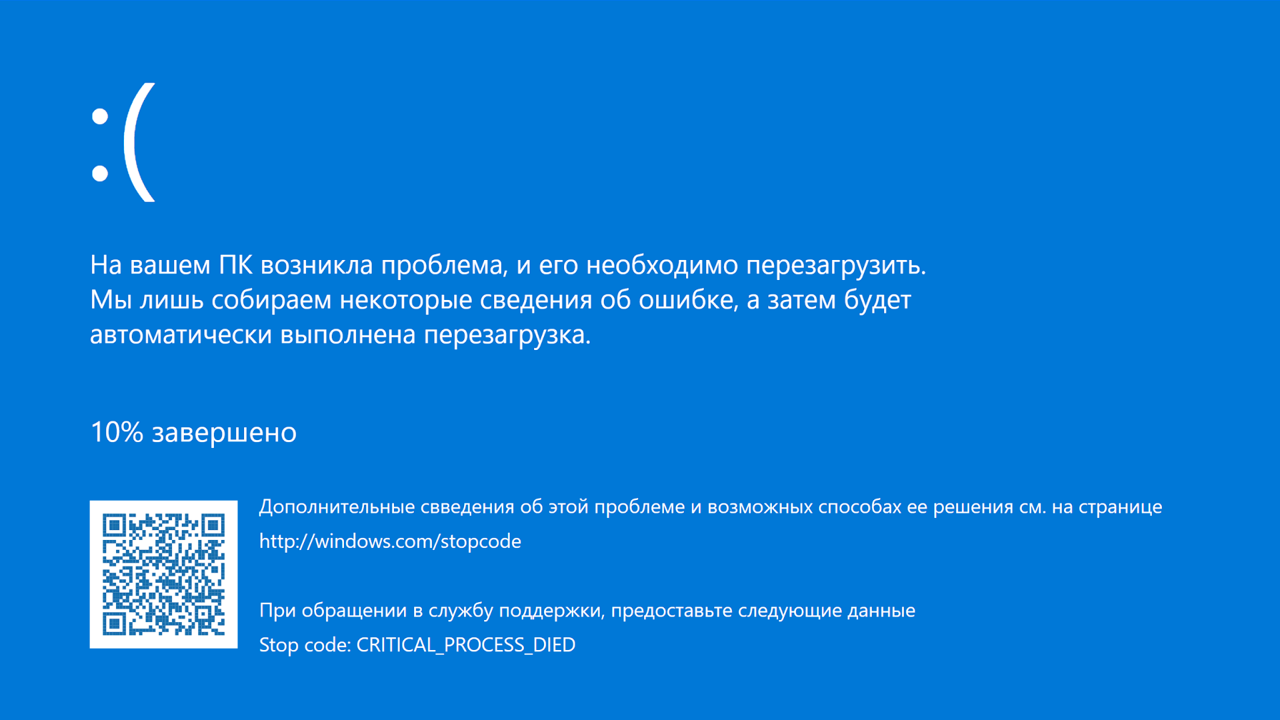 :(
На вашем ПК возникла проблема, и его необходимо перезагрузить.
Мы лишь собираем некоторые сведения об ошибке, а затем будет
автоматически выполнена перезагрузка.
10% завершено
Дополнительные свведения об этой проблеме и возможных способах ее решения см. на странице
http://windows.com/stopcode
При обращении в службу поддержки, предоставьте следующие данные
Stop code: CRITICAL_PROCESS_DIED